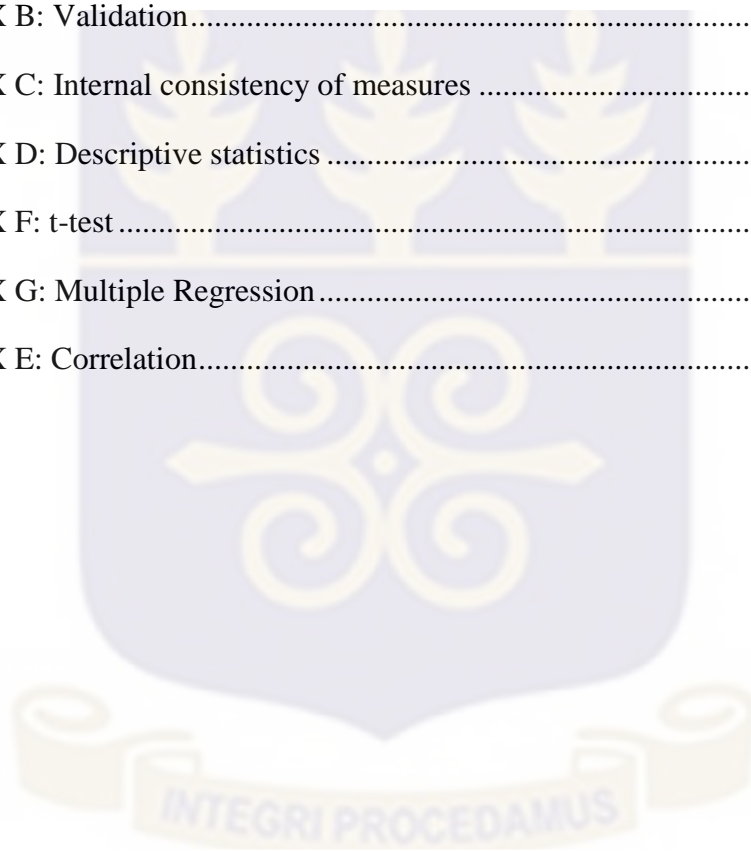 X B: Validation....................................................................................
X C: Internal consistency of measures ...............................................
X D: Descriptive statistics ..................................................................
X F: t-test ..............................................................................................
X G: Multiple Regression....................................................................
X E: Correlation...................................................................................
INTEGRI PROCEDAMUS